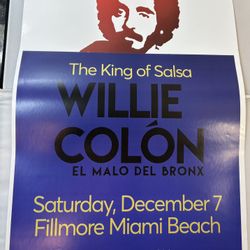 The King of Salsa
WILLIE
COLÓN
EL MALO DEL BRONX
Saturday, December 7
Fillmore Miami Beach